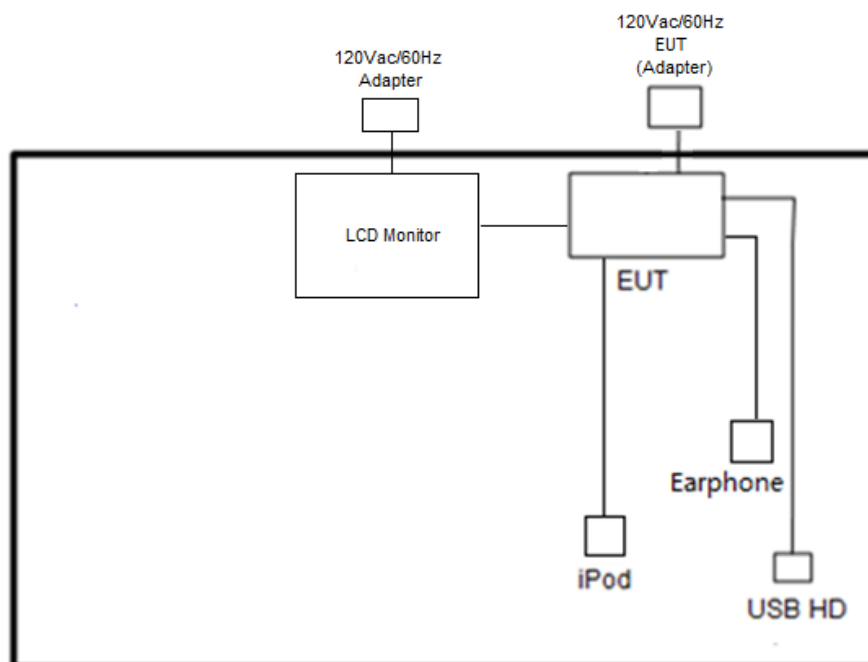 120Vac/60Hz
Adapter
120Vac/60Hz
EUT
(Adapter)
LCD Monitor
EUT
Earphone
iPod
USB HD